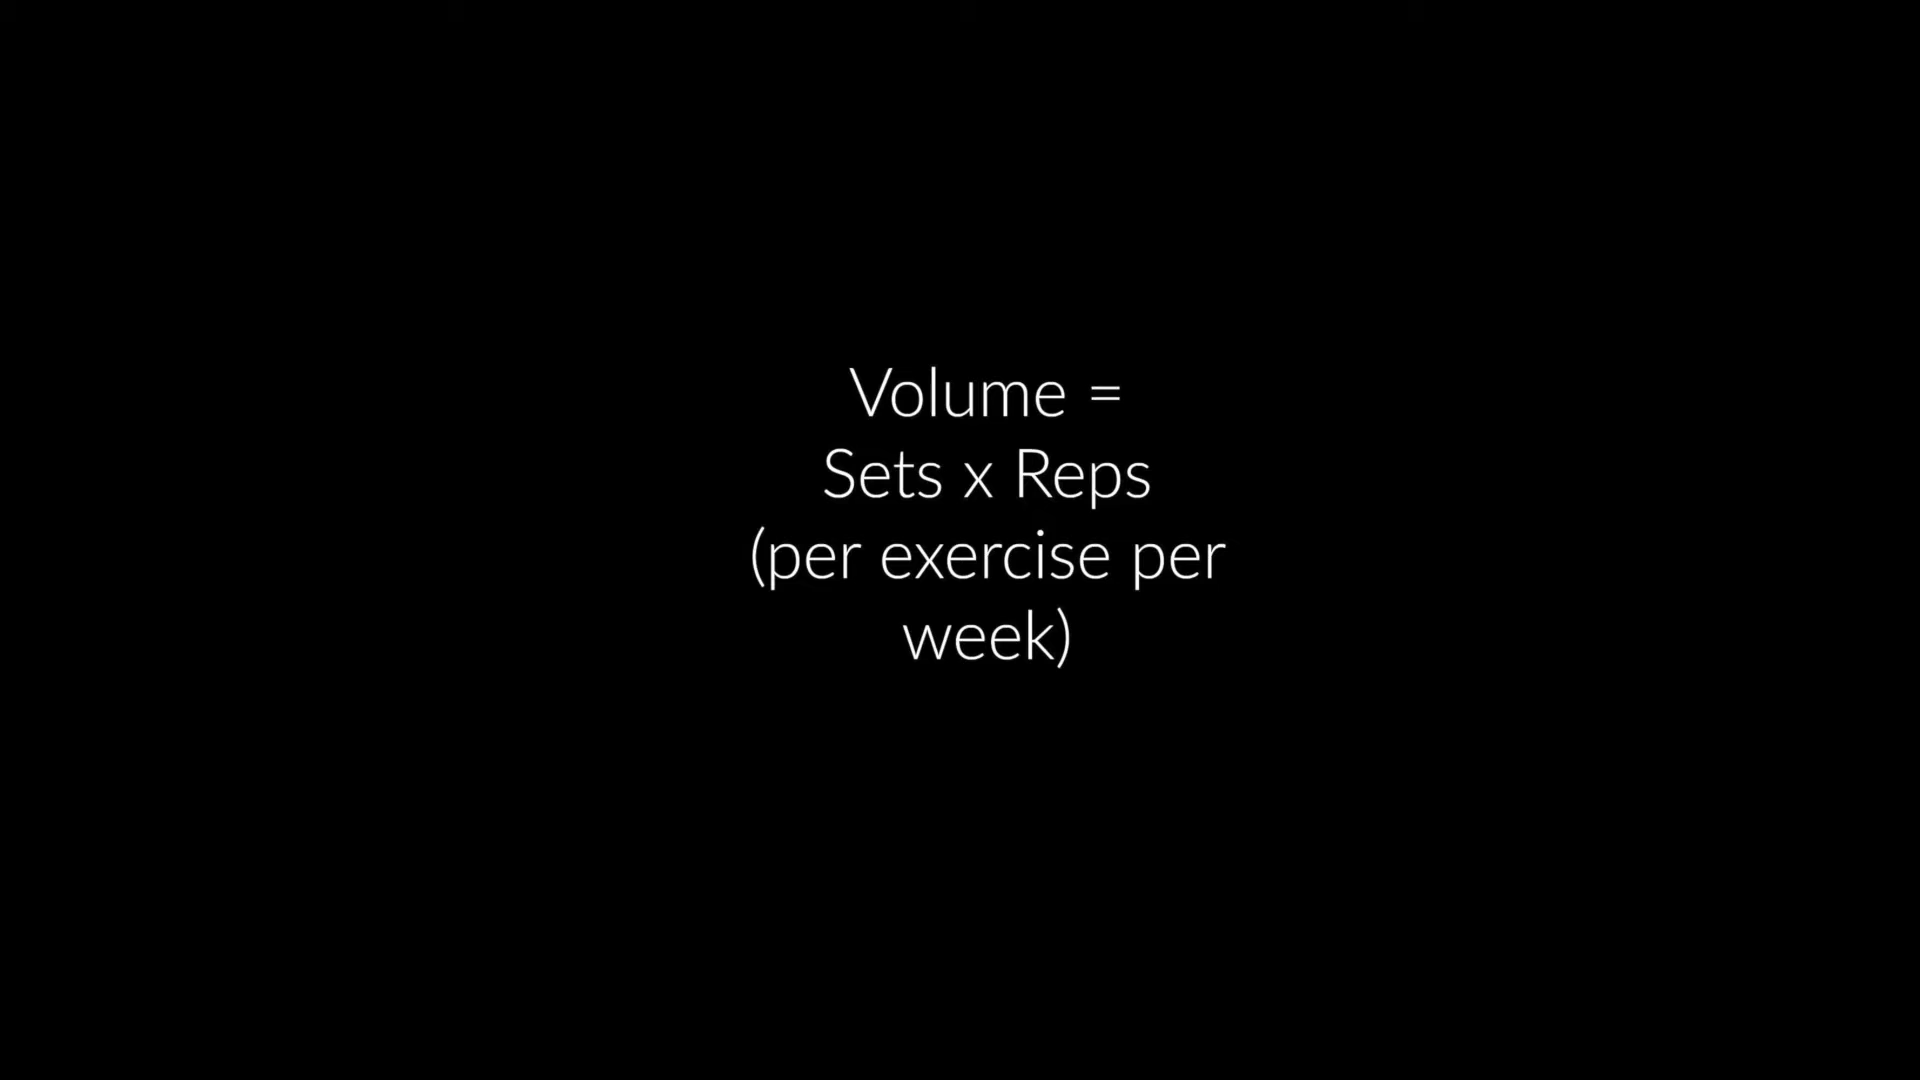 Volume =
Sets x Reps
(per exercise per
week)